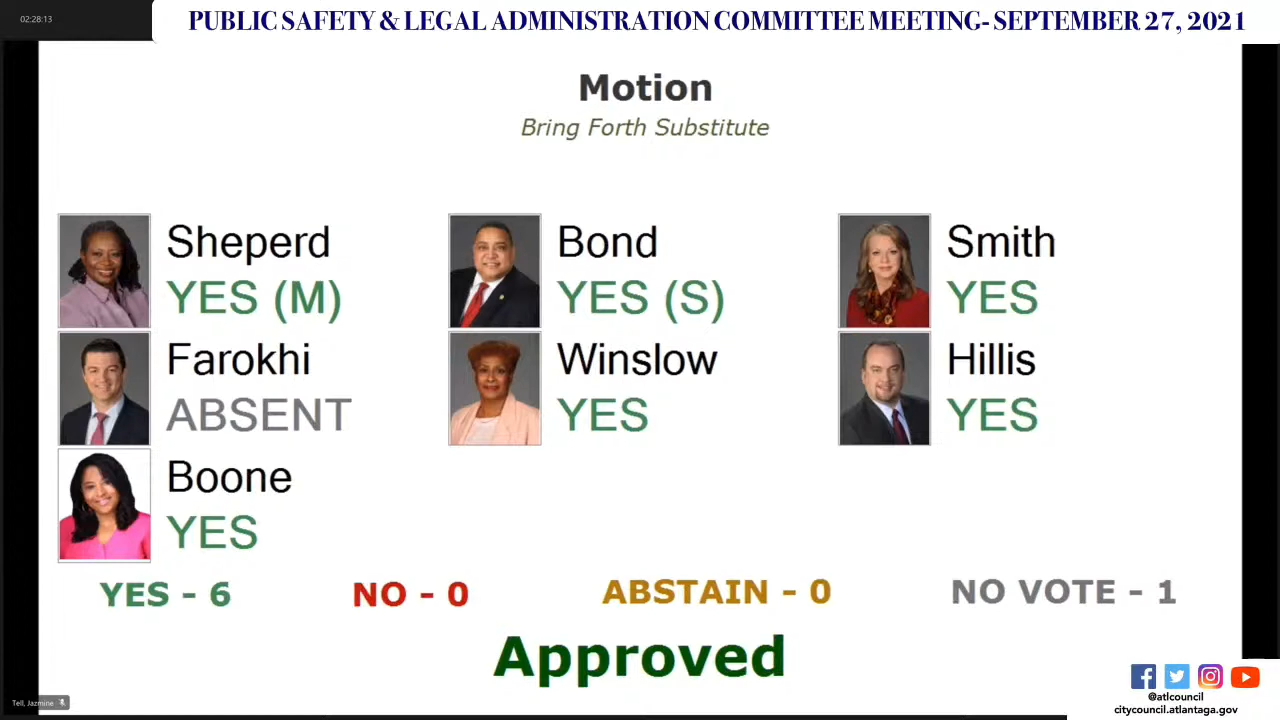 02:28:13
PUBLIC SAFETY & LEGAL ADMINISTRATION COMMITTEE MEETING- SEPTEMBER 27, 2021
Motion
Bring Forth Substitute
Sheperd
YES (M)
Bond
YES (S)
Smith
YES
Farokhi
ABSENT
Winslow
YES
Hillis
YES
Boone
YES
YES - 6
NO - 0
ABSTAIN - 0
NO VOTE - 1
Approved
Tell, Jazmine
@atlcouncil
citycouncil.atlantaga.gov